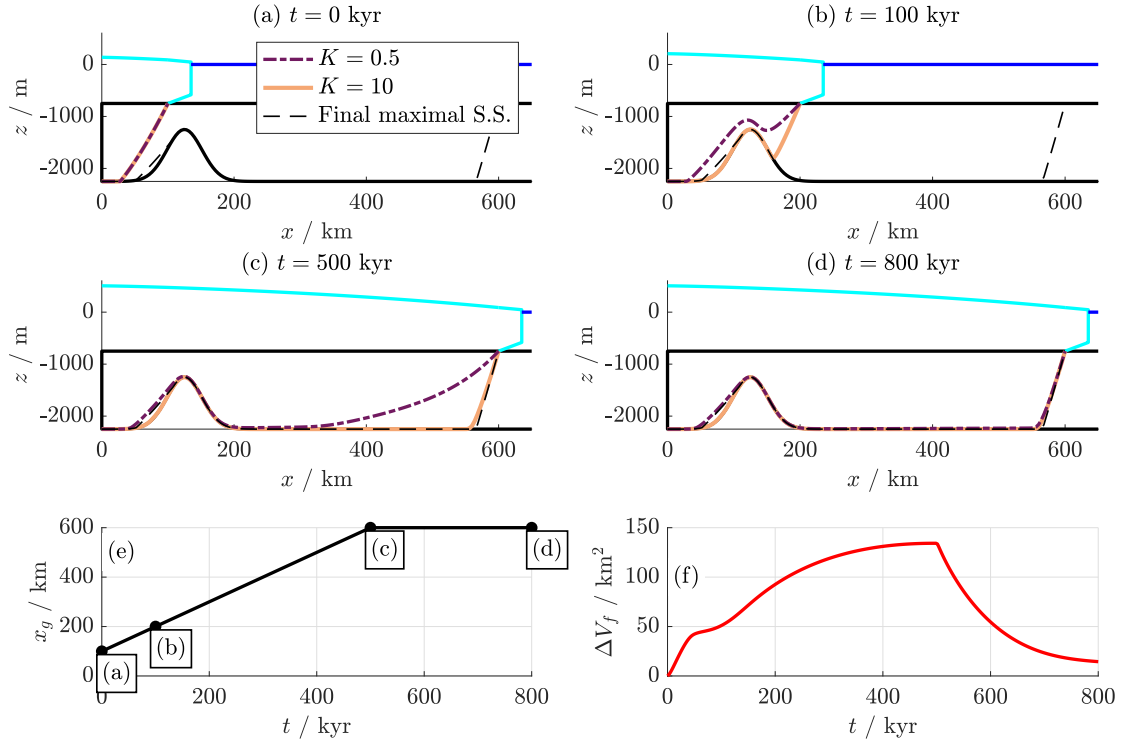 (a) t = 0 kyr
0
-1000
-2000
z / m
0
200
400
600
x / km
K = 0.5
K = 10
Final maximal S.S.
(b) t = 100 kyr
0
-1000
-2000
z / m
0
200
400
600
x / km
(c) t = 500 kyr
0
-1000
-2000
z / m
0
200
400
600
x / km
(d) t = 800 kyr
0
-1000
-2000
z / m
0
200
400
600
x / km
600
400
200
0
x_g / km
(e)
(a)
(b)
(c)
(d)
0
200
400
600
800
t / kyr
150
100
50
0
ΔV_f / km²
(f)
0
200
400
600
800
t / kyr